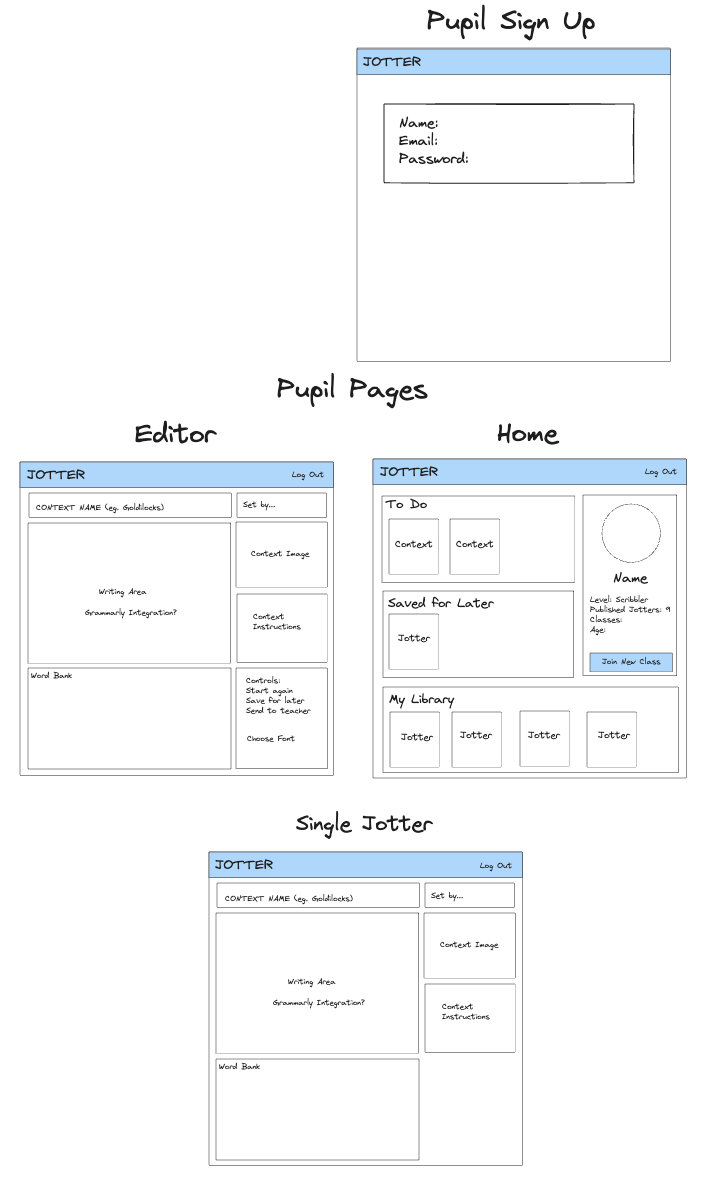 Pupil Sign Up
JOTTER
Name:
Email:
Password:
Pupil Pages
Editor
JOTTER
Log Out
CONTEXT NAME (eg. Goldilocks)
Set by...
Writing Area
Grammarly Integration?
Context Image
Context
Instructions
Word Bank
Controls:
Start again
Save for later
Send to teacher
Choose Font
Home
JOTTER
Log Out
To Do
Context
Context
Name
Level: Scribbler
Published Jotters: 9
Classes:
Age:
Join New Class
Saved for Later
Jotter
My Library
Jotter
Jotter
Jotter
Jotter
Single Jotter
JOTTER
Log Out
CONTEXT NAME (eg. Goldilocks)
Set by...
Writing Area
Grammarly Integration?
Context Image
Context
Instructions
Word Bank